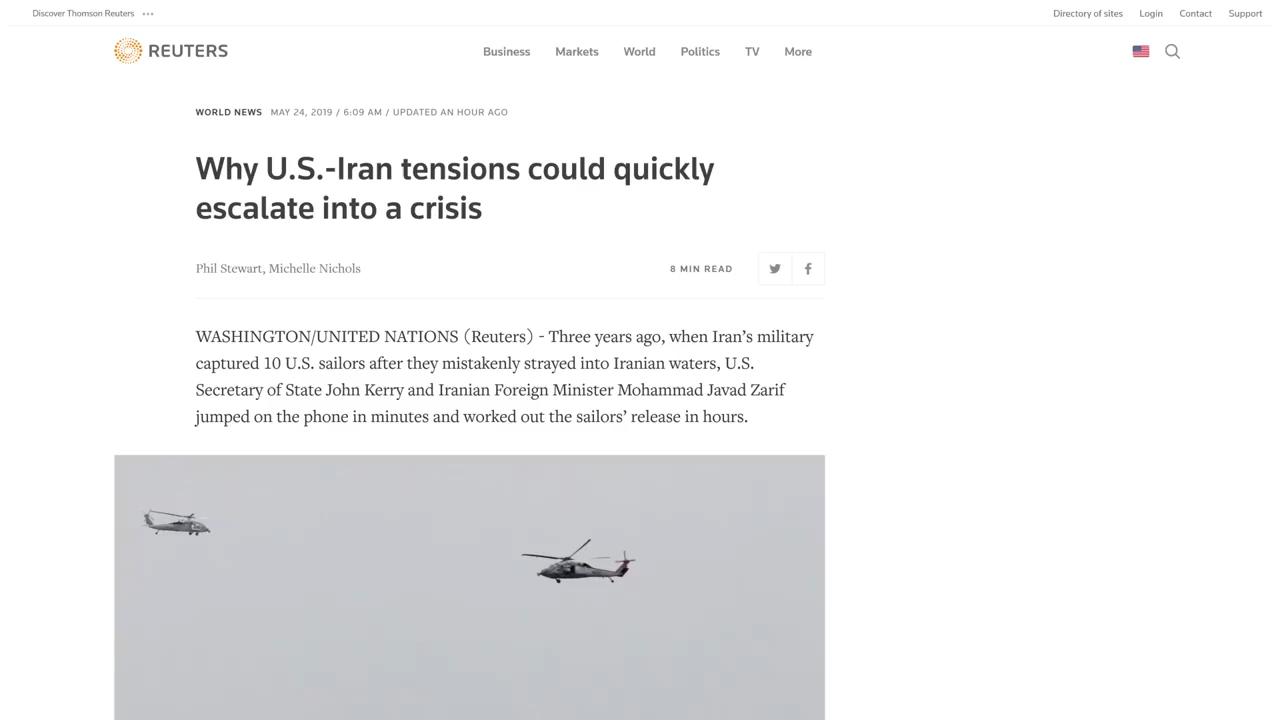 Discover Thomson Reuters •••
Directory of sites Login Contact Support
REUTERS
Business Markets World Politics TV More
WORLD NEWS MAY 24, 2019 / 6:09 AM / UPDATED AN HOUR AGO
Why U.S.-Iran tensions could quickly
escalate into a crisis
Phil Stewart, Michelle Nichols
8 MIN READ
WASHINGTON/UNITED NATIONS (Reuters) - Three years ago, when Iran’s military
captured 10 U.S. sailors after they mistakenly strayed into Iranian waters, U.S.
Secretary of State John Kerry and Iranian Foreign Minister Mohammad Javad Zarif
jumped on the phone in minutes and worked out the sailors’ release in hours.